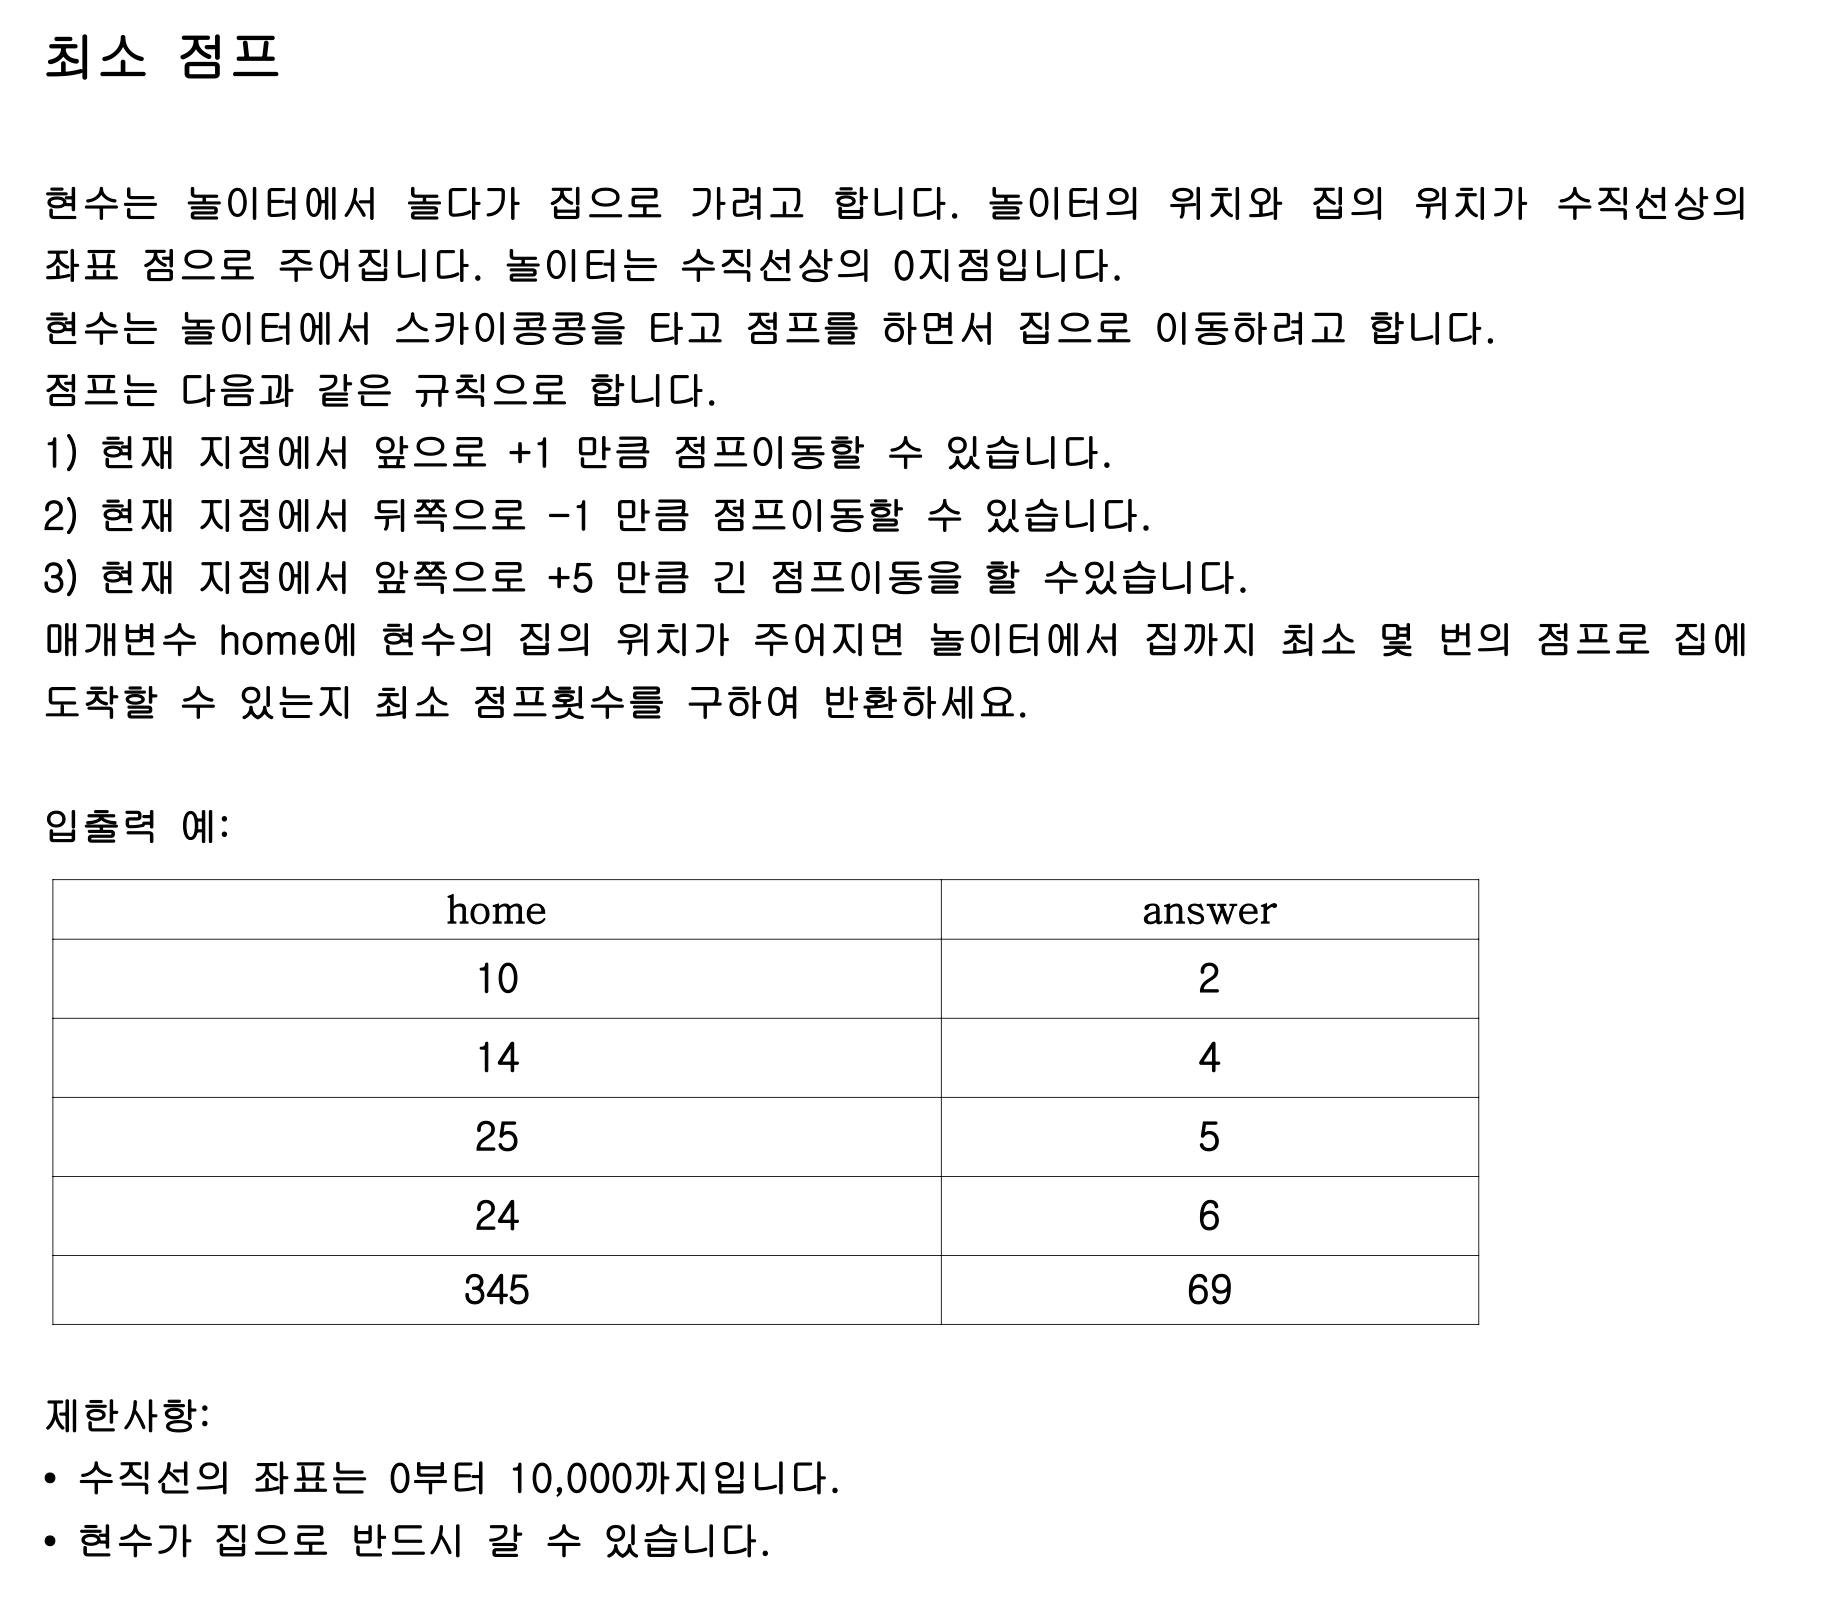 최소 점프
현수는 놀이터에서 놀다가 집으로 가려고 합니다. 놀이터의 위치와 집의 위치가 수직선상의
좌표 점으로 주어집니다. 놀이터는 수직선상의 0지점입니다.
현수는 놀이터에서 스카이콩콩을 타고 점프를 하면서 집으로 이동하려고 합니다.
점프는 다음과 같은 규칙으로 합니다.
1) 현재 지점에서 앞으로 +1 만큼 점프이동할 수 있습니다.
2) 현재 지점에서 뒤쪽으로 -1 만큼 점프이동할 수 있습니다.
3) 현재 지점에서 앞쪽으로 +5 만큼 긴 점프이동을 할 수있습니다.
매개변수 home에 현수의 집의 위치가 주어지면 놀이터에서 집까지 최소 몇 번의 점프로 집에
도착할 수 있는지 최소 점프횟수를 구하여 반환하세요.
입출력 예:
home answer
10 2
14 4
25 5
24 6
345 69
제한사항:
• 수직선의 좌표는 0부터 10,000까지입니다.
• 현수가 집으로 반드시 갈 수 있습니다.